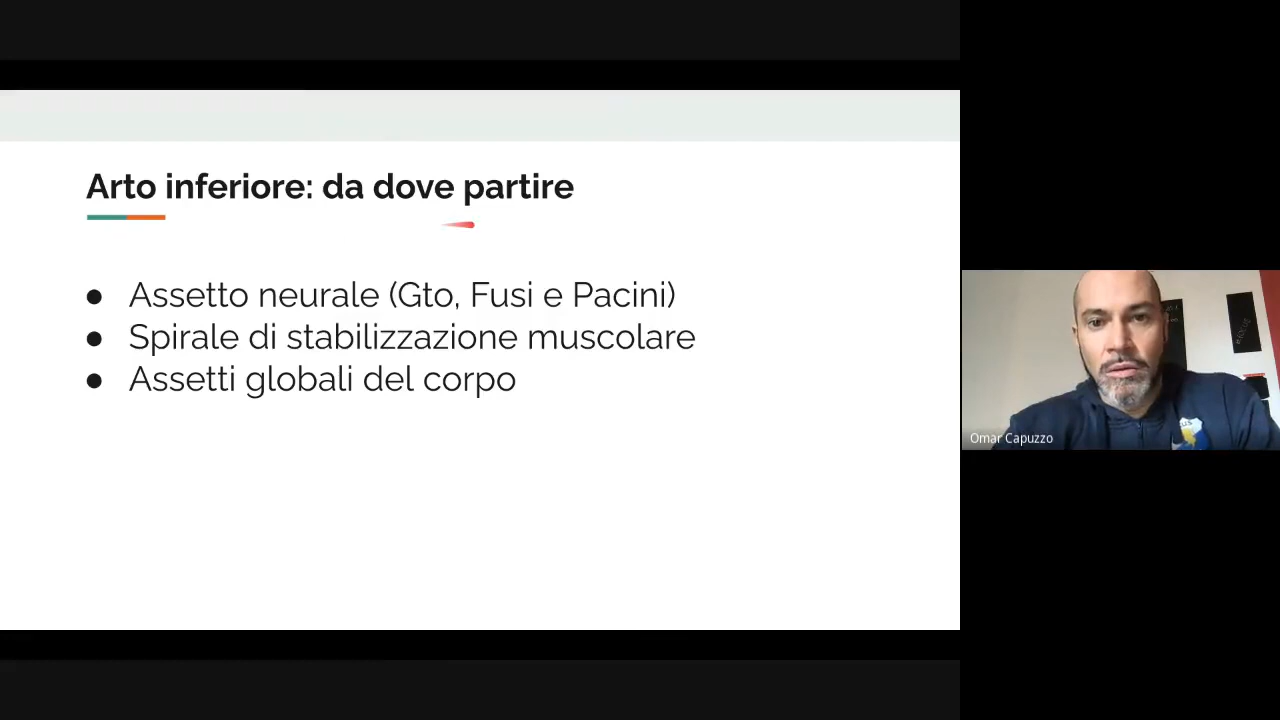 Arto inferiore: da dove partire
● Assetto neurale (Gto, Fusi e Pacini)
● Spirale di stabilizzazione muscolare
● Assetti globali del corpo
Omar Capuzzo